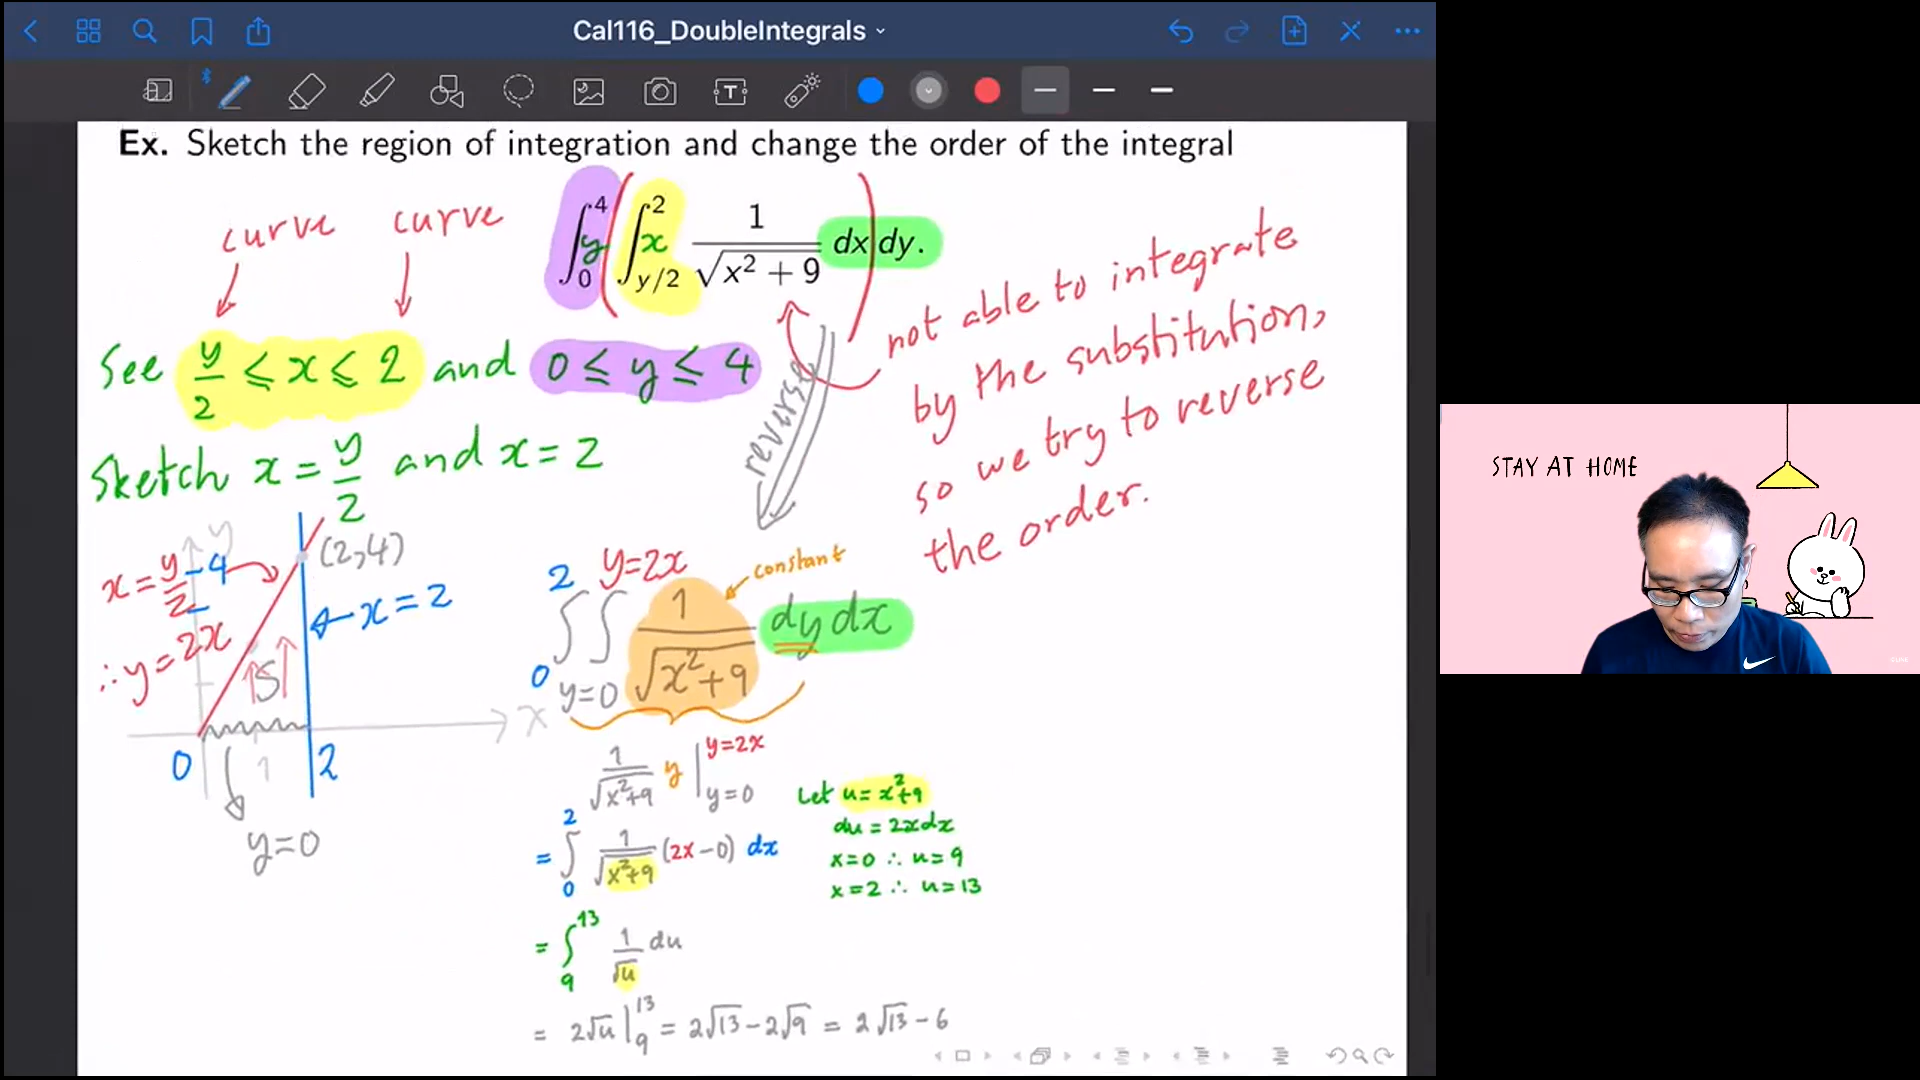 Cal116_DoubleIntegrals
Ex. Sketch the region of integration and change the order of the integral
curve curve
∫₀⁴ y ( ∫_{y/2}^{2} x 1/√(x² + 9) dx ) dy.
See y/2 ≤ x ≤ 2 and 0 ≤ y ≤ 4
not able to integrate
by the substitution,
so we try to reverse
the order.
reverse
Sketch x = y/2 and x = 2
y
(2,4)
x = y/2
4
∴ y = 2x
x = 2
S
x
0 1 2
y = 0
constant
∫₀² ∫_{y=0}^{y=2x} 1/√(x²+9) dy dx
1/√(x²+9) y |_{y=0}^{y=2x}
= ∫₀² 1/√(x²+9) (2x − 0) dx
Let u = x²+9
du = 2x dx
x = 0 ∴ u = 9
x = 2 ∴ u = 13
= ∫₉¹³ 1/√u du
= 2√u |₉¹³ = 2√13 − 2√9 = 2√13 − 6
STAY AT HOME